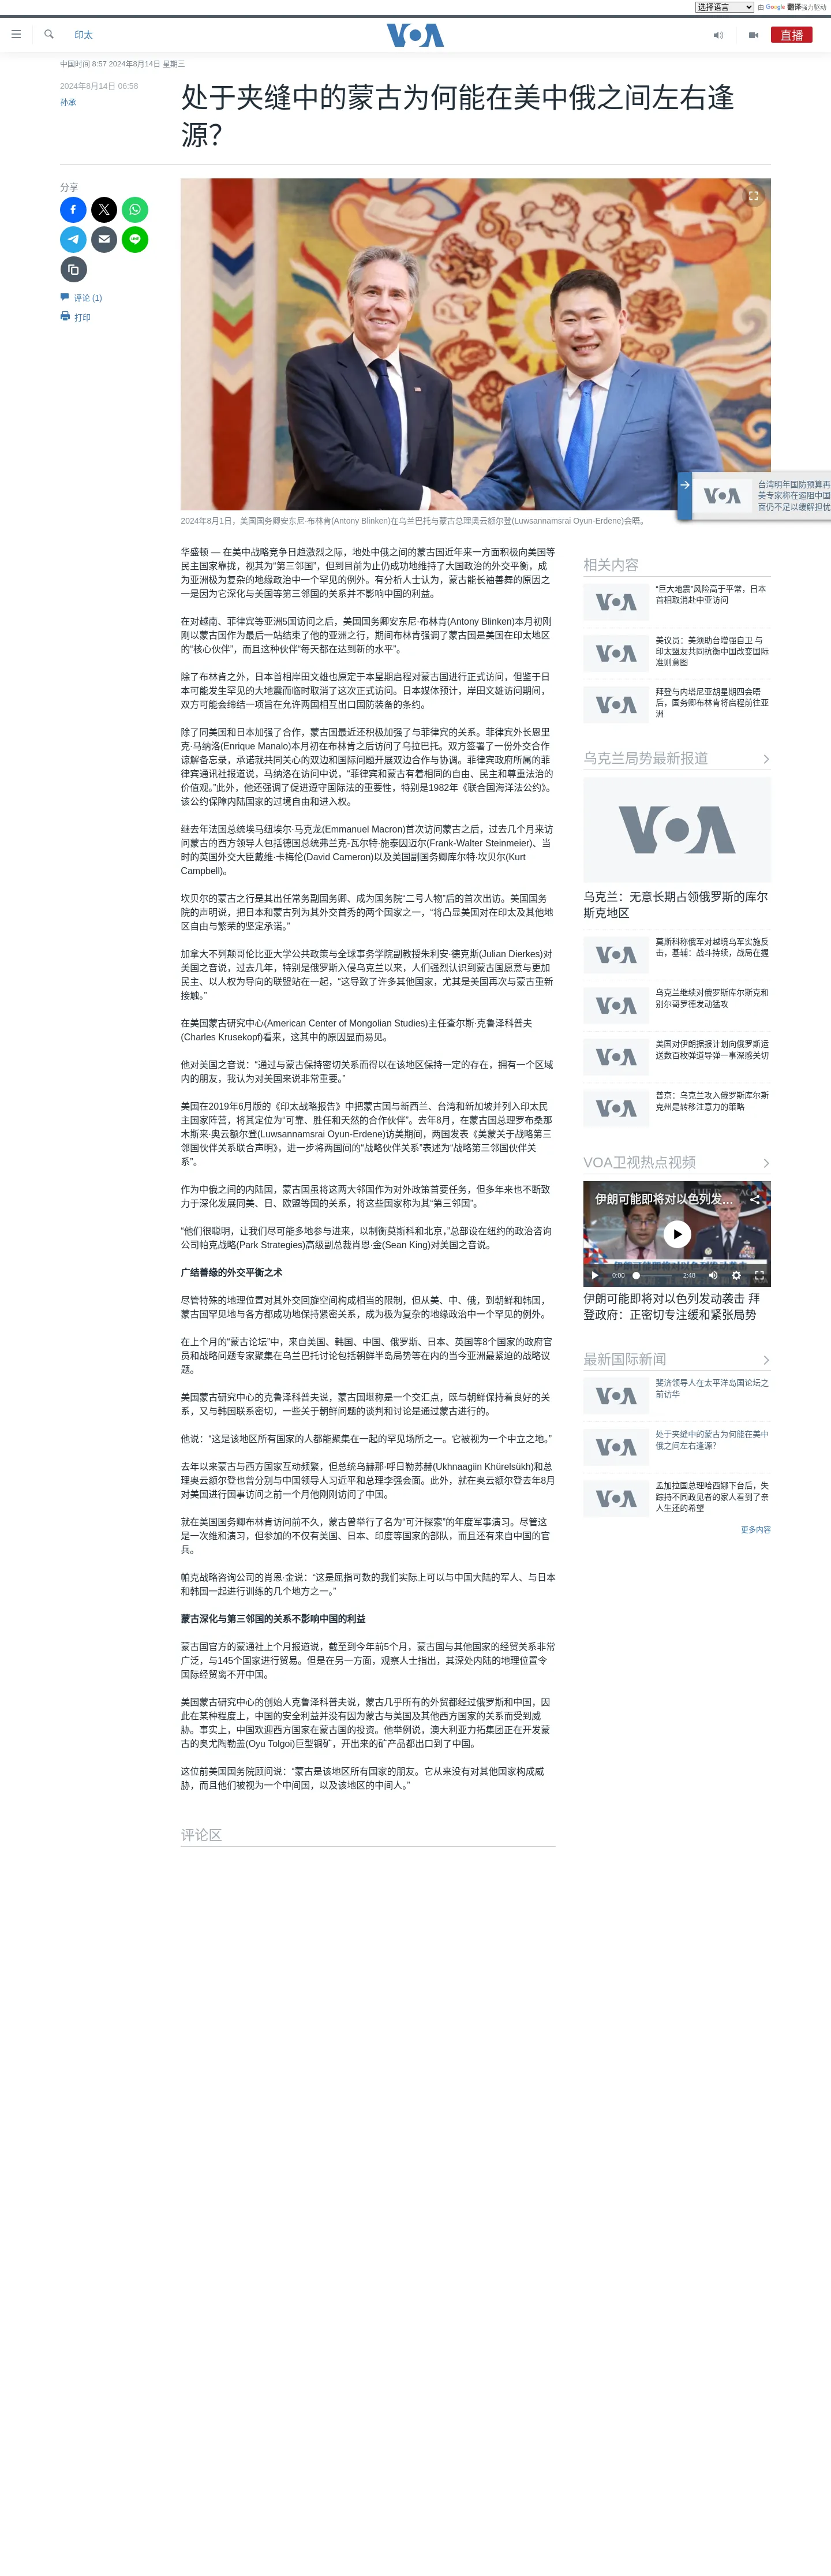 选择语言 由 Google 翻译强力驱动
印太
VOA
直播
中国时间 8:57 2024年8月14日 星期三
2024年8月14日 06:58
孙承
处于夹缝中的蒙古为何能在美中俄之间左右逢
源？
分享
评论 (1)
打印
2024年8月1日，美国国务卿安东尼·布林肯(Antony Blinken)在乌兰巴托与蒙古总理奥云额尔登(Luwsannamsrai Oyun-Erdene)会晤。
台湾明年国防预算再
美专家称在遏阻中国
面仍不足以缓解担忧
华盛顿 — 在美中战略竞争日趋激烈之际，地处中俄之间的蒙古国近年来一方面积极向美国等
民主国家靠拢，视其为“第三邻国”，但到目前为止仍成功地维持了大国政治的外交平衡，成
为亚洲极为复杂的地缘政治中一个罕见的例外。有分析人士认为，蒙古能长袖善舞的原因之
一是因为它深化与美国等第三邻国的关系并不影响中国的利益。
在对越南、菲律宾等亚洲5国访问之后，美国国务卿安东尼·布林肯(Antony Blinken)本月初刚
刚以蒙古国作为最后一站结束了他的亚洲之行，期间布林肯强调了蒙古国是美国在印太地区
的“核心伙伴”，而且这种伙伴“每天都在达到新的水平”。
除了布林肯之外，日本首相岸田文雄也原定于本星期启程对蒙古国进行正式访问，但鉴于日
本可能发生罕见的大地震而临时取消了这次正式访问。日本媒体预计，岸田文雄访问期间，
双方可能会缔结一项旨在允许两国相互出口国防装备的条约。
除了同美国和日本加强了合作，蒙古国最近还积极加强了与菲律宾的关系。菲律宾外长恩里
克·马纳洛(Enrique Manalo)本月初在布林肯之后访问了乌拉巴托。双方签署了一份外交合作
谅解备忘录，承诺就共同关心的双边和国际问题开展双边合作与协调。菲律宾政府所属的菲
律宾通讯社报道说，马纳洛在访问中说，“菲律宾和蒙古有着相同的自由、民主和尊重法治的
价值观。”此外，他还强调了促进遵守国际法的重要性，特别是1982年《联合国海洋法公约》。
该公约保障内陆国家的过境自由和进入权。
继去年法国总统埃马纽埃尔·马克龙(Emmanuel Macron)首次访问蒙古之后，过去几个月来访
问蒙古的西方领导人包括德国总统弗兰克-瓦尔特·施泰因迈尔(Frank-Walter Steinmeier)、当
时的英国外交大臣戴维·卡梅伦(David Cameron)以及美国副国务卿库尔特·坎贝尔(Kurt
Campbell)。
坎贝尔的蒙古之行是其出任常务副国务卿、成为国务院“二号人物”后的首次出访。美国国务
院的声明说，把日本和蒙古列为其外交首秀的两个国家之一，“将凸显美国对在印太及其他地
区自由与繁荣的坚定承诺。”
加拿大不列颠哥伦比亚大学公共政策与全球事务学院副教授朱利安·德克斯(Julian Dierkes)对
美国之音说，过去几年，特别是俄罗斯入侵乌克兰以来，人们强烈认识到蒙古国愿意与更加
民主、以人权为导向的联盟站在一起，“这导致了许多其他国家，尤其是美国再次与蒙古重新
接触。”
在美国蒙古研究中心(American Center of Mongolian Studies)主任查尔斯·克鲁泽科普夫
(Charles Krusekopf)看来，这其中的原因显而易见。
他对美国之音说：“通过与蒙古保持密切关系而得以在该地区保持一定的存在，拥有一个区域
内的朋友，我认为对美国来说非常重要。”
美国在2019年6月版的《印太战略报告》中把蒙古国与新西兰、台湾和新加坡并列入印太民
主国家阵营，将其定位为“可靠、胜任和天然的合作伙伴”。去年8月，在蒙古国总理罗布桑那
木斯来·奥云额尔登(Luwsannamsrai Oyun-Erdene)访美期间，两国发表《美蒙关于战略第三
邻国伙伴关系联合声明》，进一步将两国间的“战略伙伴关系”表述为“战略第三邻国伙伴关
系”。
作为中俄之间的内陆国，蒙古国虽将这两大邻国作为对外政策首要任务，但多年来也不断致
力于深化发展同美、日、欧盟等国的关系，将这些国家称为其“第三邻国”。
“他们很聪明，让我们尽可能多地参与进来，以制衡莫斯科和北京，”总部设在纽约的政治咨询
公司帕克战略(Park Strategies)高级副总裁肖恩·金(Sean King)对美国之音说。
广结善缘的外交平衡之术
尽管特殊的地理位置对其外交回旋空间构成相当的限制，但从美、中、俄，到朝鲜和韩国，
蒙古国罕见地与各方都成功地保持紧密关系，成为极为复杂的地缘政治中一个罕见的例外。
在上个月的“蒙古论坛”中，来自美国、韩国、中国、俄罗斯、日本、英国等8个国家的政府官
员和战略问题专家聚集在乌兰巴托讨论包括朝鲜半岛局势等在内的当今亚洲最紧迫的战略议
题。
美国蒙古研究中心的克鲁泽科普夫说，蒙古国堪称是一个交汇点，既与朝鲜保持着良好的关
系，又与韩国联系密切，一些关于朝鲜问题的谈判和讨论是通过蒙古进行的。
他说：“这是该地区所有国家的人都能聚集在一起的罕见场所之一。它被视为一个中立之地。”
去年以来蒙古与西方国家互动频繁，但总统乌赫那·呼日勒苏赫(Ukhnaagiin Khürelsükh)和总
理奥云额尔登也曾分别与中国领导人习近平和总理李强会面。此外，就在奥云额尔登去年8月
对美国进行国事访问之前一个月他刚刚访问了中国。
就在美国国务卿布林肯访问前不久，蒙古曾举行了名为“可汗探索”的年度军事演习。尽管这
是一次维和演习，但参加的不仅有美国、日本、印度等国家的部队，而且还有来自中国的官
兵。
帕克战略咨询公司的肖恩·金说：“这是屈指可数的我们实际上可以与中国大陆的军人、与日本
和韩国一起进行训练的几个地方之一。”
蒙古深化与第三邻国的关系不影响中国的利益
蒙古国官方的蒙通社上个月报道说，截至到今年前5个月，蒙古国与其他国家的经贸关系非常
广泛，与145个国家进行贸易。但是在另一方面，观察人士指出，其深处内陆的地理位置令
国际经贸离不开中国。
美国蒙古研究中心的创始人克鲁泽科普夫说，蒙古几乎所有的外贸都经过俄罗斯和中国，因
此在某种程度上，中国的安全利益并没有因为蒙古与美国及其他西方国家的关系而受到威
胁。事实上，中国欢迎西方国家在蒙古国的投资。他举例说，澳大利亚力拓集团正在开发蒙
古的奥尤陶勒盖(Oyu Tolgoi)巨型铜矿，开出来的矿产品都出口到了中国。
这位前美国国务院顾问说：“蒙古是该地区所有国家的朋友。它从来没有对其他国家构成威
胁，而且他们被视为一个中间国，以及该地区的中间人。”
评论区
相关内容
“巨大地震”风险高于平常，日本
首相取消赴中亚访问
美议员：美须助台增强自卫 与
印太盟友共同抗衡中国改变国际
准则意图
拜登与内塔尼亚胡星期四会晤
后，国务卿布林肯将启程前往亚
洲
乌克兰局势最新报道
VOA
乌克兰：无意长期占领俄罗斯的库尔
斯克地区
莫斯科称俄军对越境乌军实施反
击，基辅：战斗持续，战局在握
乌克兰继续对俄罗斯库尔斯克和
别尔哥罗德发动猛攻
美国对伊朗据报计划向俄罗斯运
送数百枚弹道导弹一事深感关切
普京：乌克兰攻入俄罗斯库尔斯
克州是转移注意力的策略
VOA卫视热点视频
伊朗可能即将对以色列发…
0:00 2:48
伊朗可能即将对以色列发动袭击 拜
登政府：正密切专注缓和紧张局势
最新国际新闻
斐济领导人在太平洋岛国论坛之
前访华
处于夹缝中的蒙古为何能在美中
俄之间左右逢源？
孟加拉国总理哈西娜下台后，失
踪持不同政见者的家人看到了亲
人生还的希望
更多内容